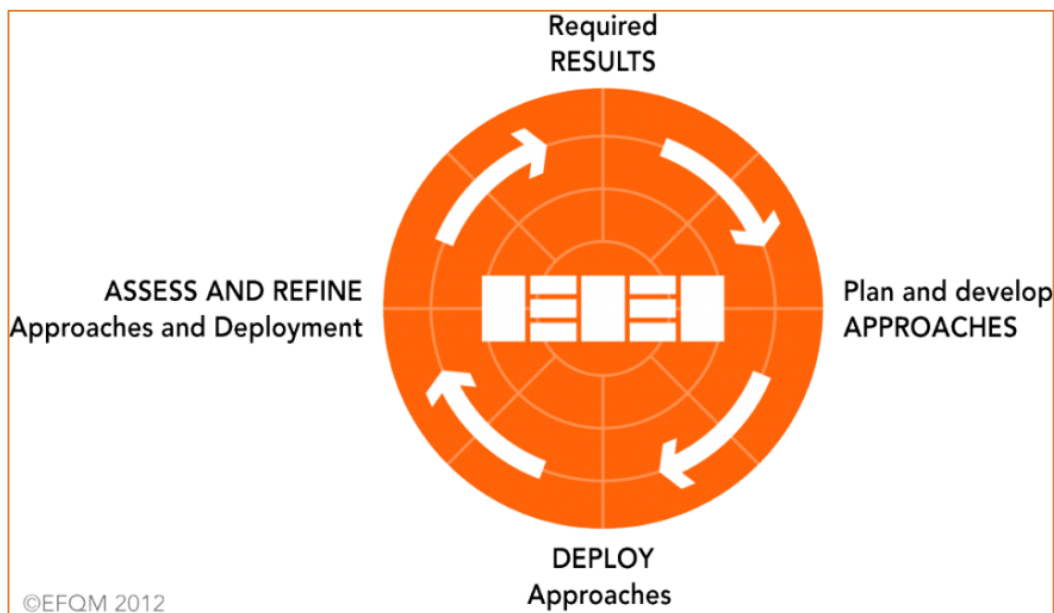 Required
RESULTS
ASSESS AND REFINE
Approaches and Deployment
Plan and develop
APPROACHES
DEPLOY
Approaches
©EFQM 2012